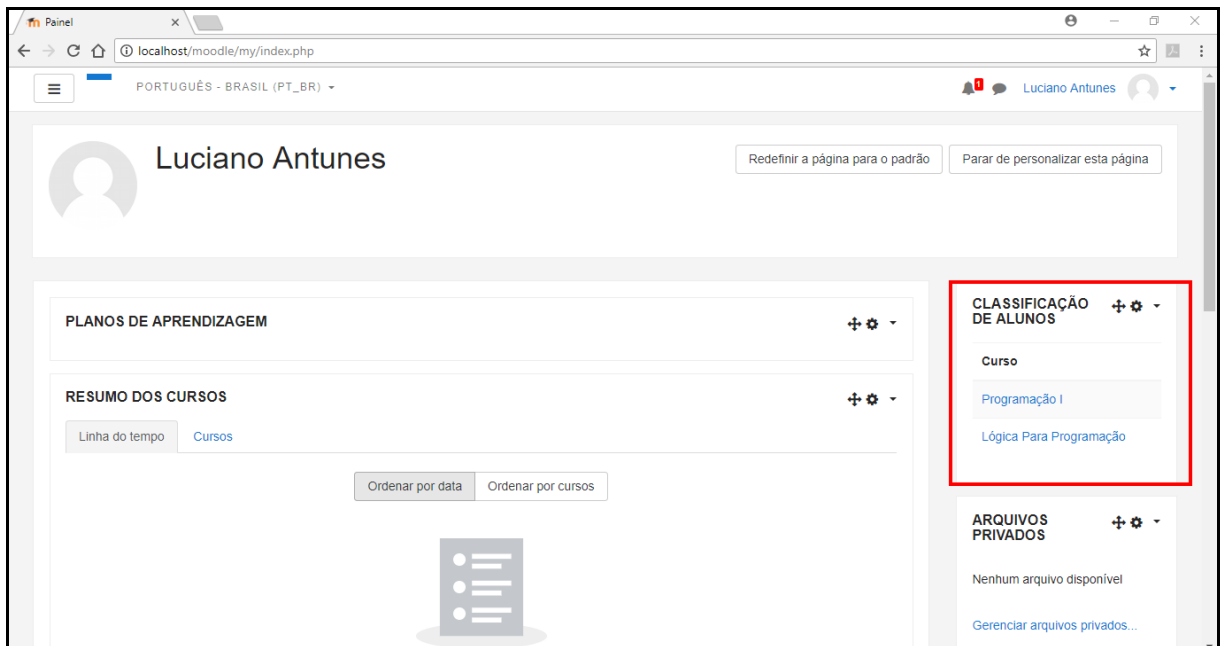 Painel
localhost/moodle/my/index.php
PORTUGUÊS - BRASIL (PT_BR)
1
Luciano Antunes
Luciano Antunes
Redefinir a página para o padrão
Parar de personalizar esta página
PLANOS DE APRENDIZAGEM
RESUMO DOS CURSOS
Linha do tempo
Cursos
Ordenar por data
Ordenar por cursos
CLASSIFICAÇÃO
DE ALUNOS
Curso
Programação I
Lógica Para Programação
ARQUIVOS
PRIVADOS
Nenhum arquivo disponível
Gerenciar arquivos privados...